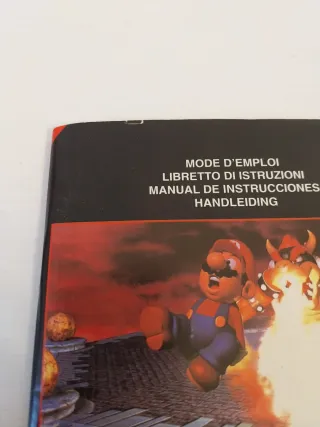 MODE D'EMPLOI
LIBRETTO DI ISTRUZIONI
MANUAL DE INSTRUCCIONES
HANDLEIDING